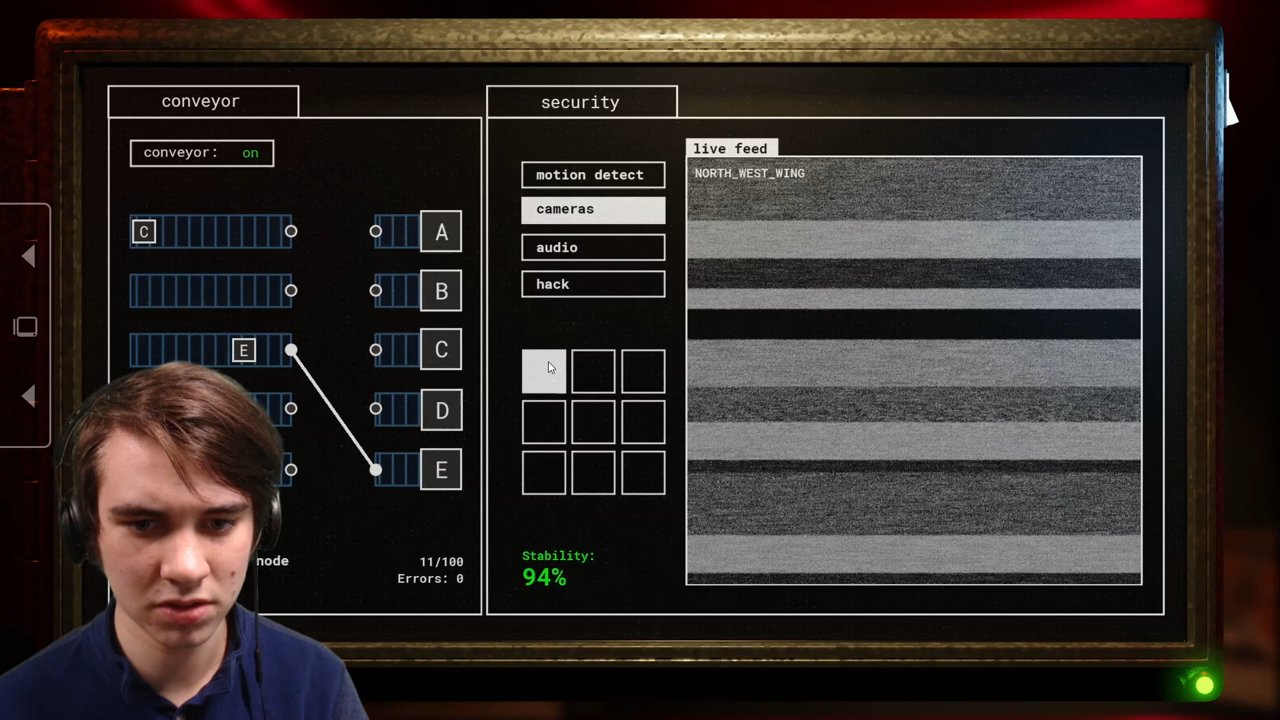 conveyor
conveyor: on
C
A
B
E
C
D
E
node
11/100
Errors: 0
security
motion detect
cameras
audio
hack
Stability:
94%
live feed
NORTH_WEST_WING